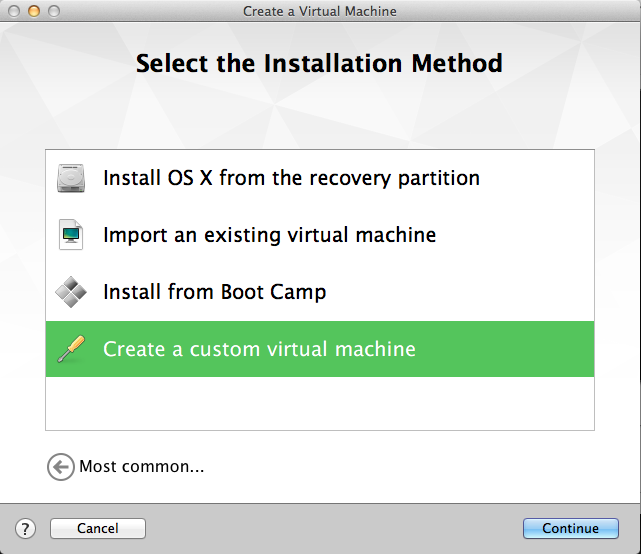 Create a Virtual Machine
Select the Installation Method
Install OS X from the recovery partition
Import an existing virtual machine
Install from Boot Camp
Create a custom virtual machine
Most common...
?
Cancel
Continue